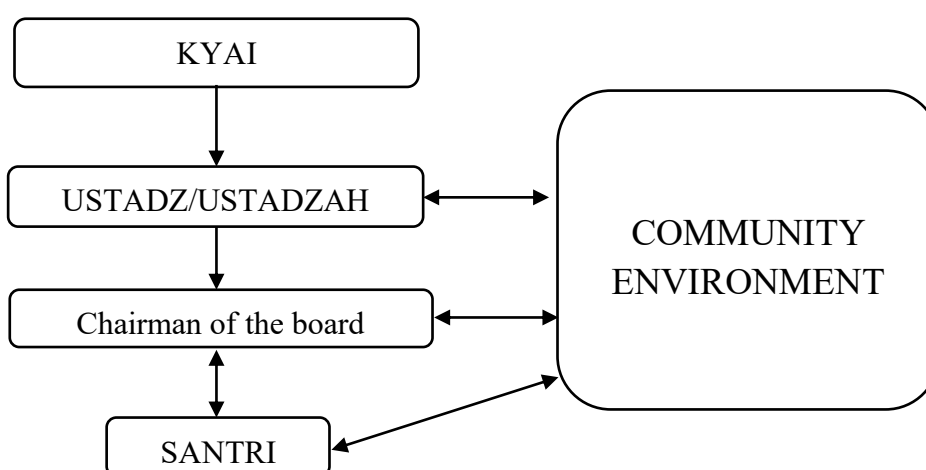 KYAI
USTADZ/USTADZAH
Chairman of the board
SANTRI
COMMUNITY
ENVIRONMENT